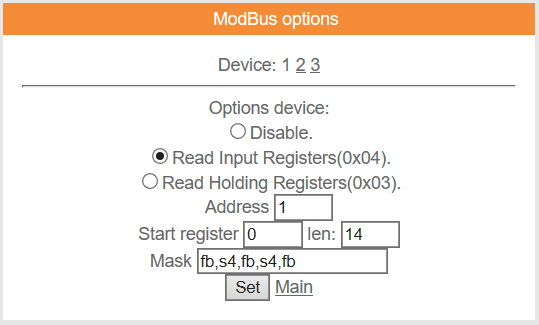 ModBus options
Device: 1 2 3
Options device:
Disable.
Read Input Registers(0x04).
Read Holding Registers(0x03).
Address 1
Start register 0 len: 14
Mask fb,s4,fb,s4,fb
Set Main